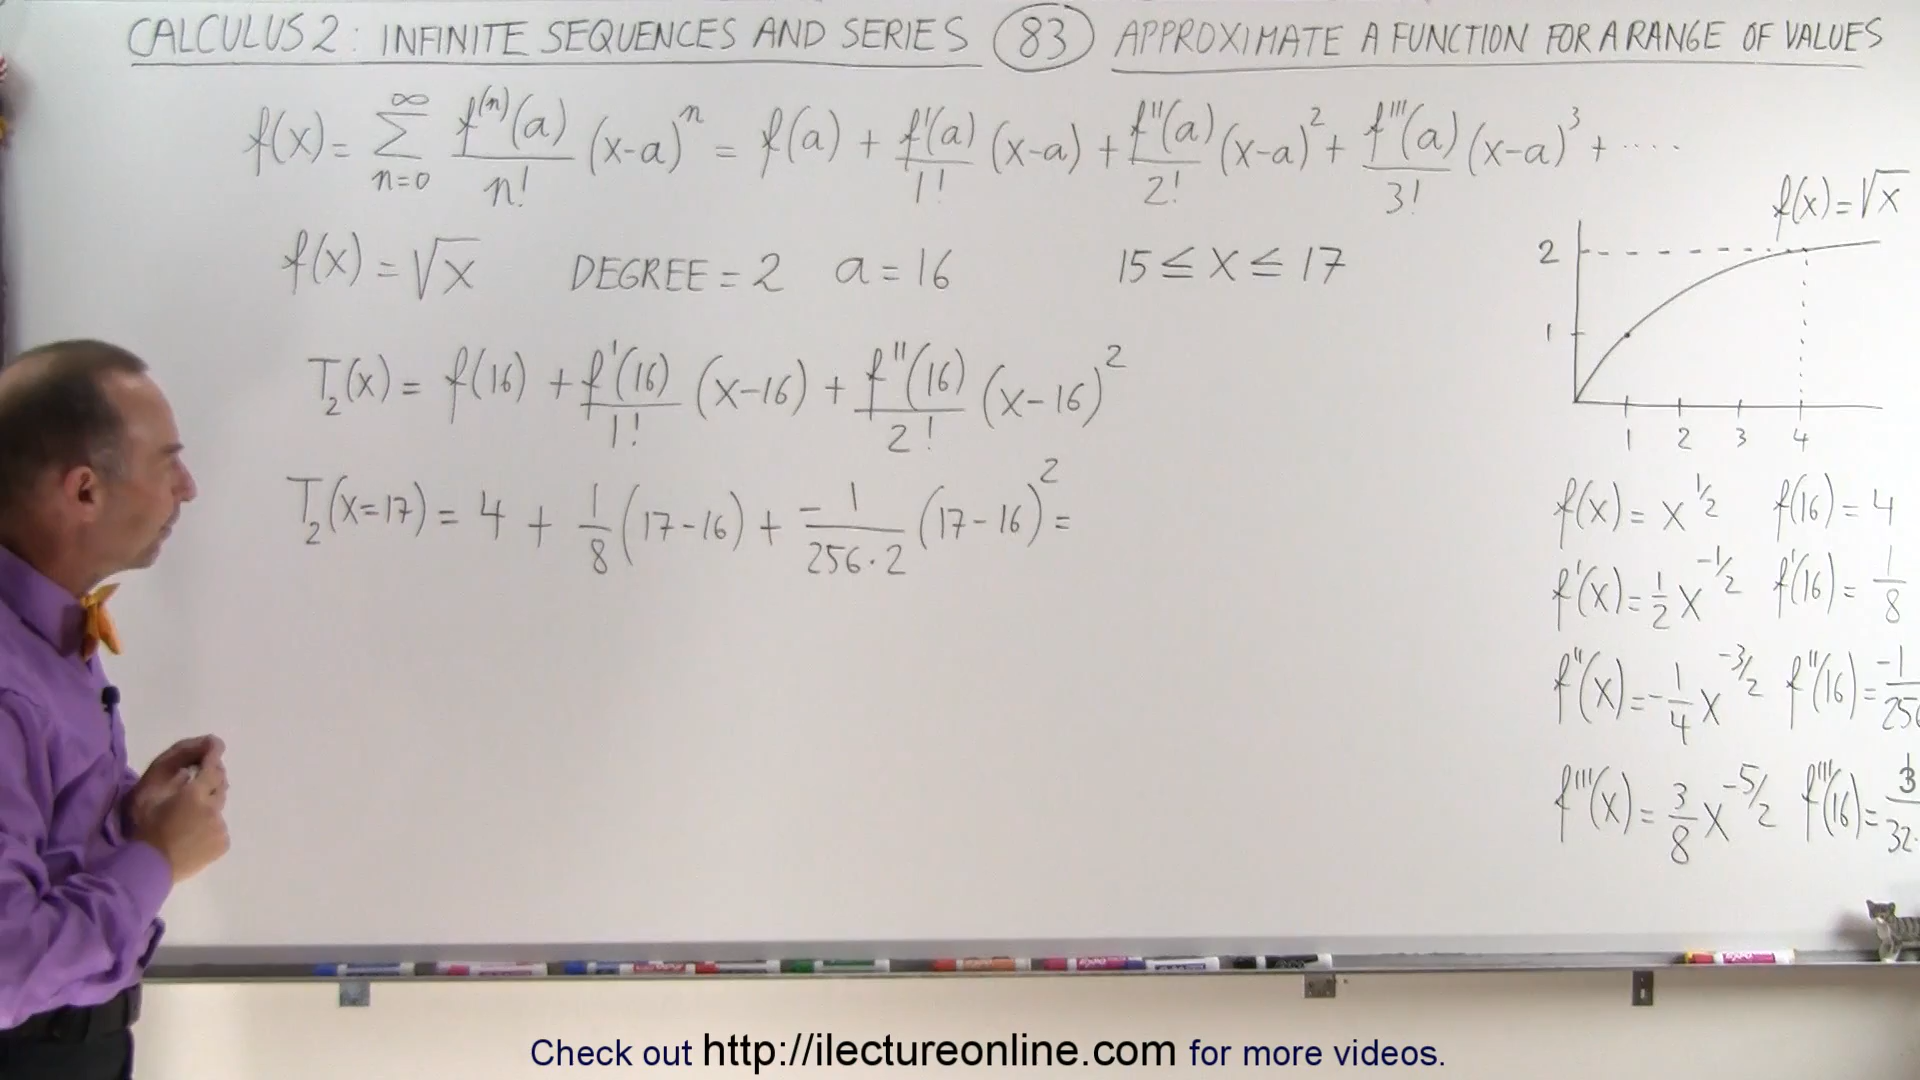 CALCULUS 2: INFINITE SEQUENCES AND SERIES (83) APPROXIMATE A FUNCTION FOR A RANGE OF VALUES
f(x) = ∑_{n=0}^{∞} f^{(n)}(a)/n! (x-a)^n = f(a) + f'(a)/1! (x-a) + f''(a)/2! (x-a)^2 + f'''(a)/3! (x-a)^3 + ....
f(x) = √x DEGREE = 2 a = 16 15 ≤ x ≤ 17
T_2(x) = f(16) + f'(16)/1! (x-16) + f''(16)/2! (x-16)^2
T_2(x=17) = 4 + 1/8 (17-16) + -1/(256·2) (17-16)^2 =
f(x) = √x
2
1
1 2 3 4
f(x) = x^{1/2} f(16) = 4
f'(x) = 1/2 x^{-1/2} f'(16) = 1/8
f''(x) = -1/4 x^{-3/2} f''(16) = -1/256
f'''(x) = 3/8 x^{-5/2} f'''(16) = 3/32·
Check out http://ilectureonline.com for more videos.